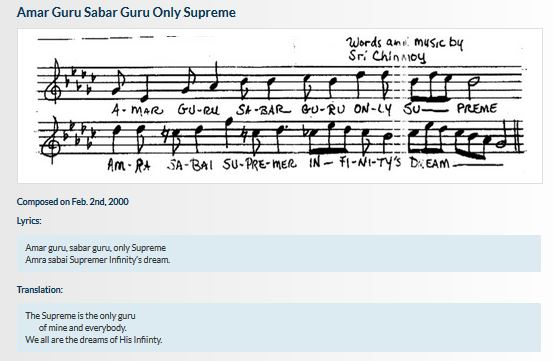 Amar Guru Sabar Guru Only Supreme
Words and music by
Sri Chinmoy
A - MAR GU-RU SA-BAR GU-RU ON-LY SU— PREME
AM-RA SA-BAI SU-PRE-MER IN - FI-NI-TY'S DREAM
Composed on Feb. 2nd, 2000
Lyrics:
Amar guru, sabar guru, only Supreme
Amra sabai Supremer Infinity's dream.
Translation:
The Supreme is the only guru
of mine and everybody.
We all are the dreams of His Infiinty.